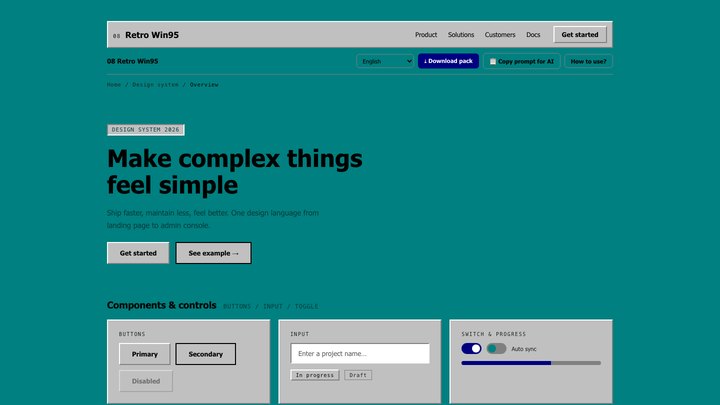 08 Retro Win95 Product Solutions Customers Docs Get started
08 Retro Win95 English ↓ Download pack 📋 Copy prompt for AI How to use?
Home / Design system / Overview
DESIGN SYSTEM 2026
Make complex things
feel simple
Ship faster, maintain less, feel better. One design language from
landing page to admin console.
Get started See example →
Components & controls BUTTONS / INPUT / TOGGLE
BUTTONS
Primary Secondary
Disabled
INPUT
Enter a project name...
In progress Draft
SWITCH & PROGRESS
Auto sync